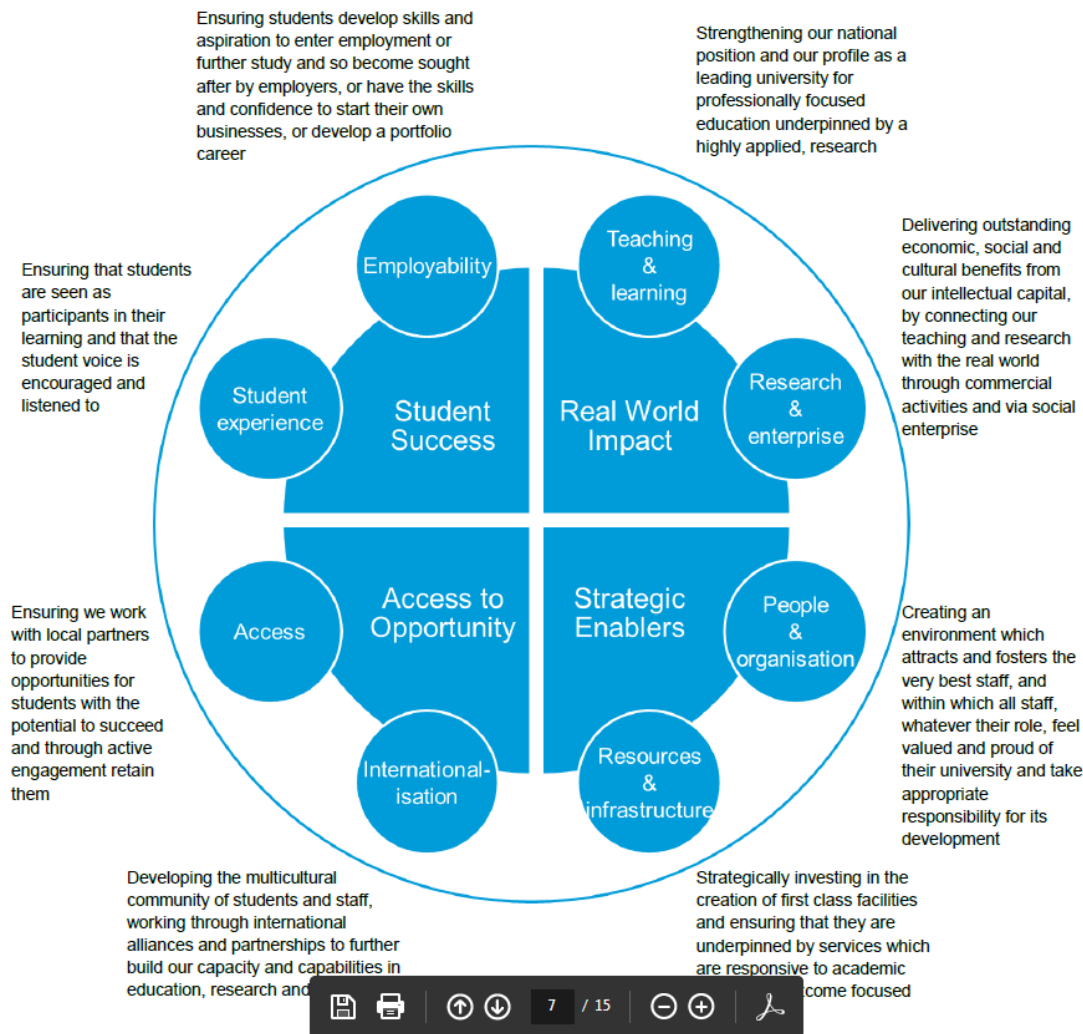 Ensuring students develop skills and
aspiration to enter employment or
further study and so become sought
after by employers, or have the skills
and confidence to start their own
businesses, or develop a portfolio
career
Strengthening our national
position and our profile as a
leading university for
professionally focused
education underpinned by a
highly applied, research
Employability
Teaching
&
learning
Ensuring that students
are seen as
participants in their
learning and that the
student voice is
encouraged and
listened to
Student
experience
Student
Success
Real World
Impact
Research
&
enterprise
Delivering outstanding
economic, social and
cultural benefits from
our intellectual capital,
by connecting our
teaching and research
with the real world
through commercial
activities and via social
enterprise
Ensuring we work
with local partners
to provide
opportunities for
students with the
potential to succeed
and through active
engagement retain
them
Access
Access to
Opportunity
Strategic
Enablers
People
&
organisation
Creating an
environment which
attracts and fosters the
very best staff, and
within which all staff,
whatever their role, feel
valued and proud of
their university and take
appropriate
responsibility for its
development
International-
isation
Resources
&
infrastructure
Developing the multicultural
community of students and staff,
working through international
alliances and partnerships to further
build our capacity and capabilities in
education, research and
Strategically investing in the
creation of first class facilities
and ensuring that they are
underpinned by services which
are responsive to academic
focused
7 / 15